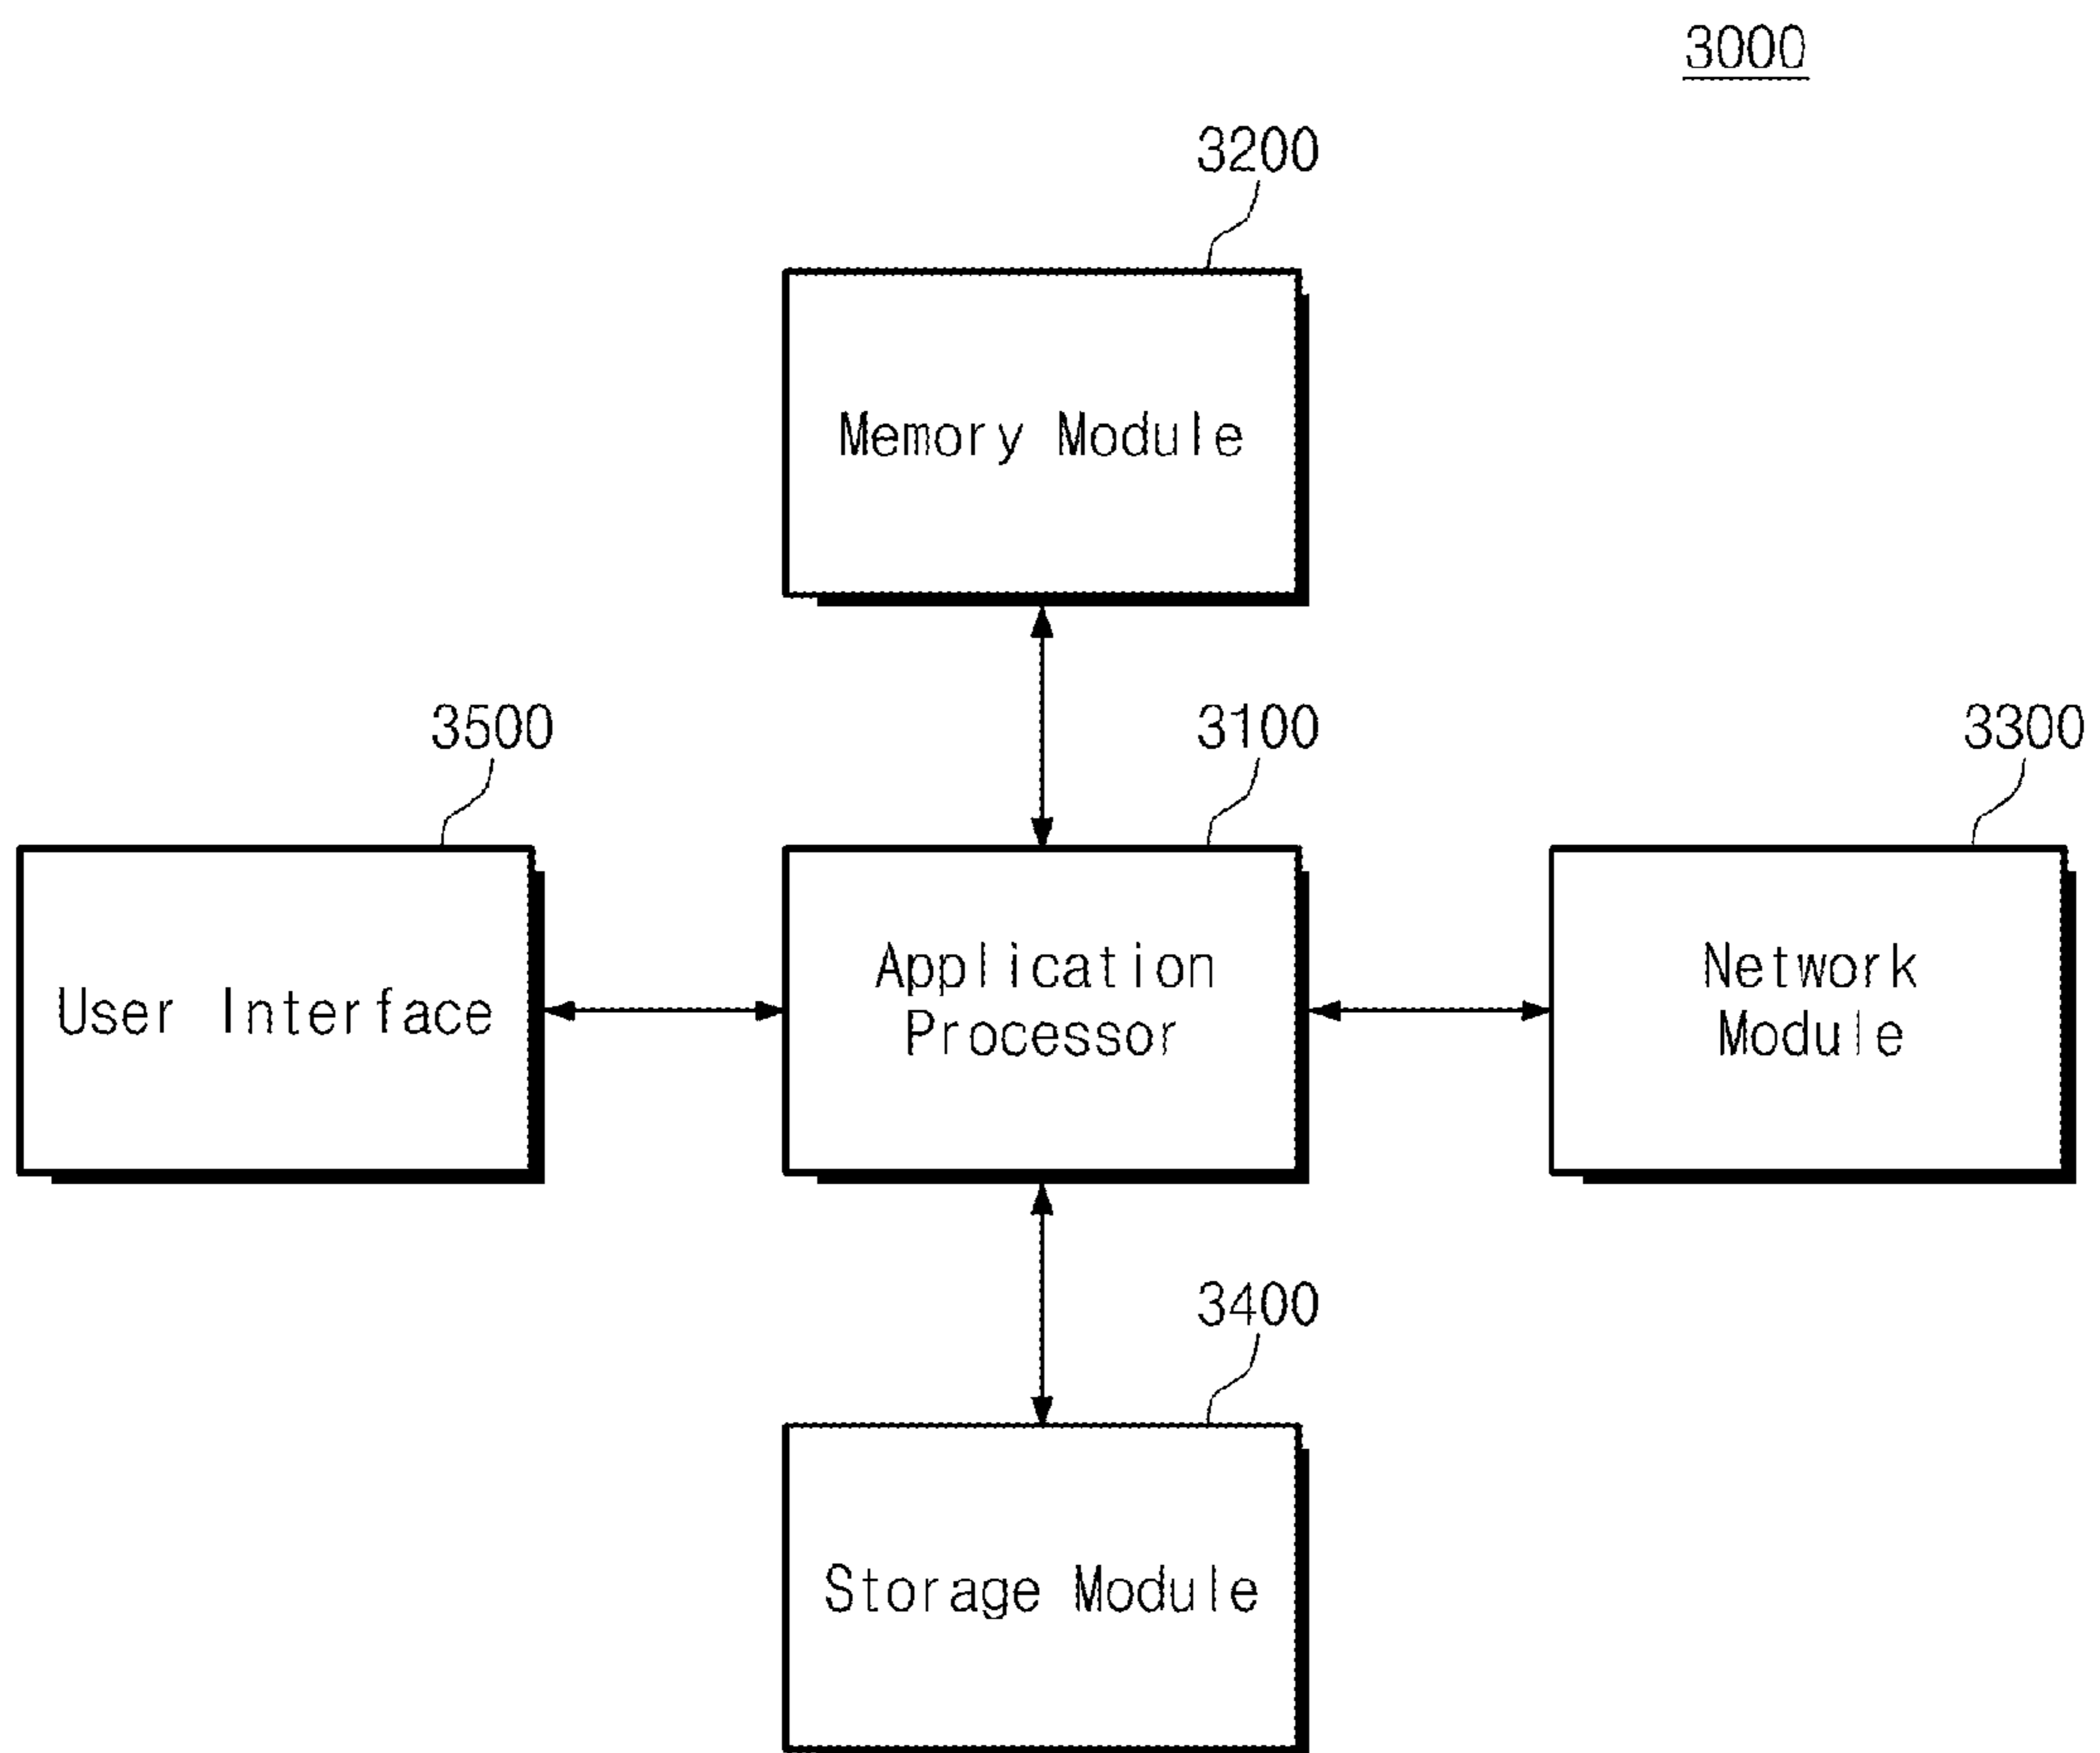 3000
3200
Memory Module
3500
3100
3300
User Interface
Application
Processor
Network
Module
3400
Storage Module